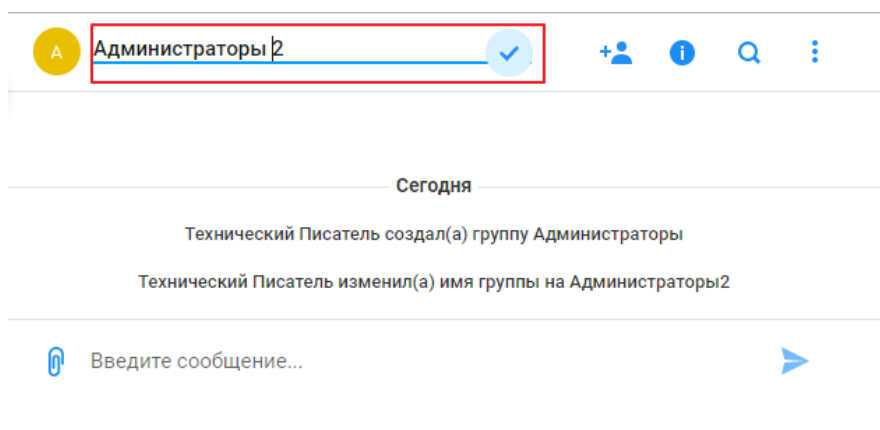 А
Администраторы 2
Сегодня
Технический Писатель создал(а) группу Администраторы
Технический Писатель изменил(а) имя группы на Администраторы2
Введите сообщение...